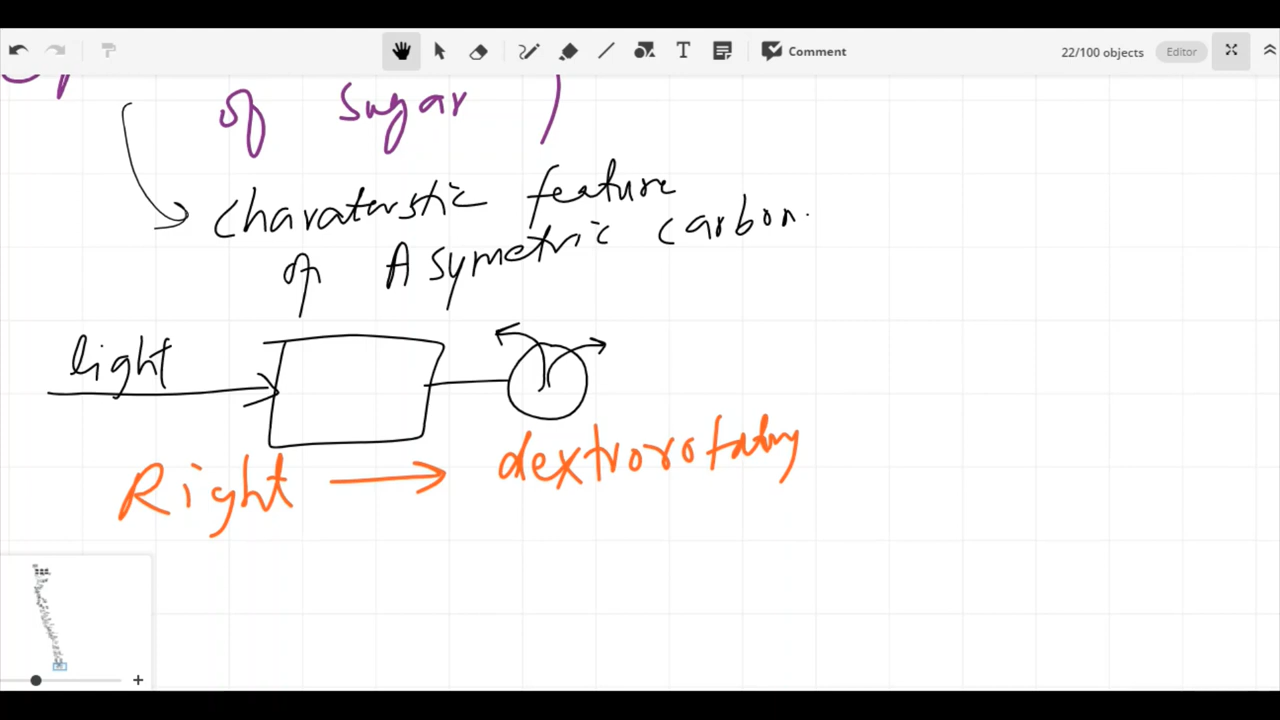 Comment
22/100 objects
Editor
of Sugar )
Charaterstic feature
of Asymetric carbon.
light
Right → dextrorotatory